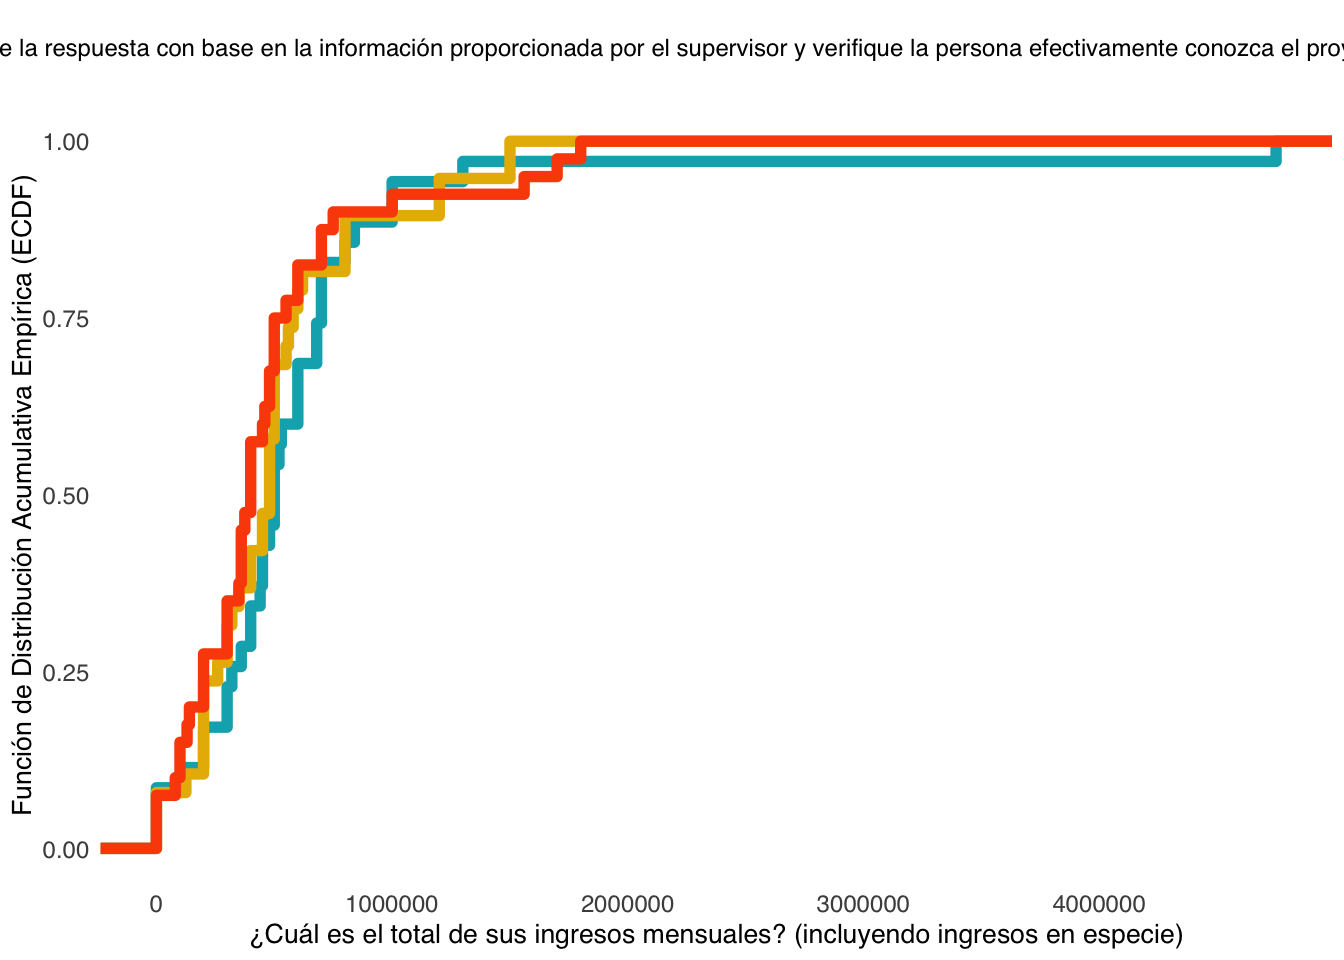 e la respuesta con base en la información proporcionada por el supervisor y verifique la persona efectivamente conozca el
1.00
0.75
0.50
0.25
0.00
Función de Distribución Acumulativa Empírica (ECDF)
0 1000000 2000000 3000000 4000000
¿Cuál es el total de sus ingresos mensuales? (incluyendo ingresos en especie)